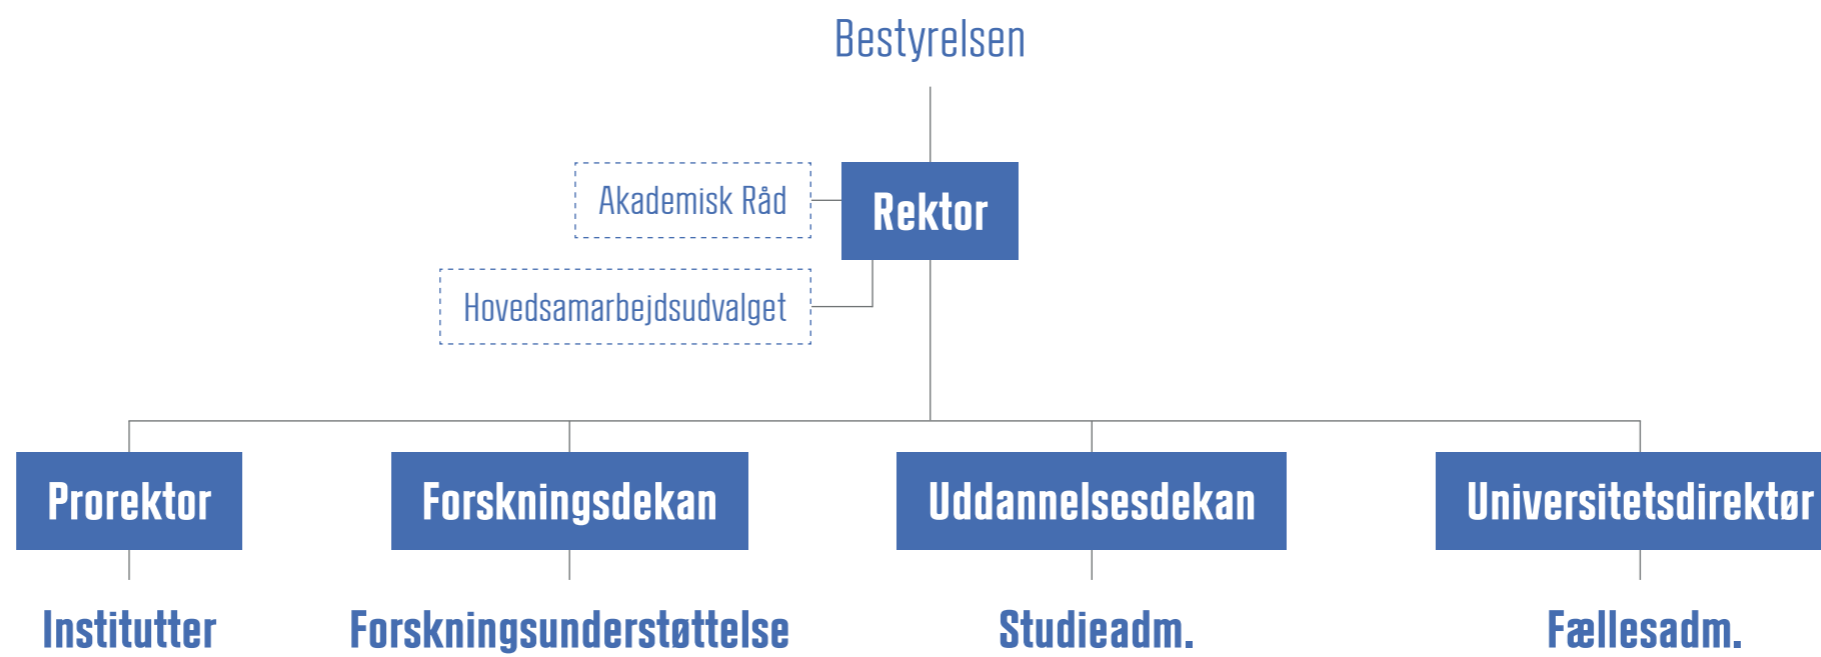 Bestyrelsen
Akademisk Råd
Rektor
Hovedsamarbejdsudvalget
Prorektor
Forskningsdekan
Uddannelsesdekan
Universitetsdirektør
Institutter
Forskningsunderstøttelse
Studieadm.
Fællesadm.